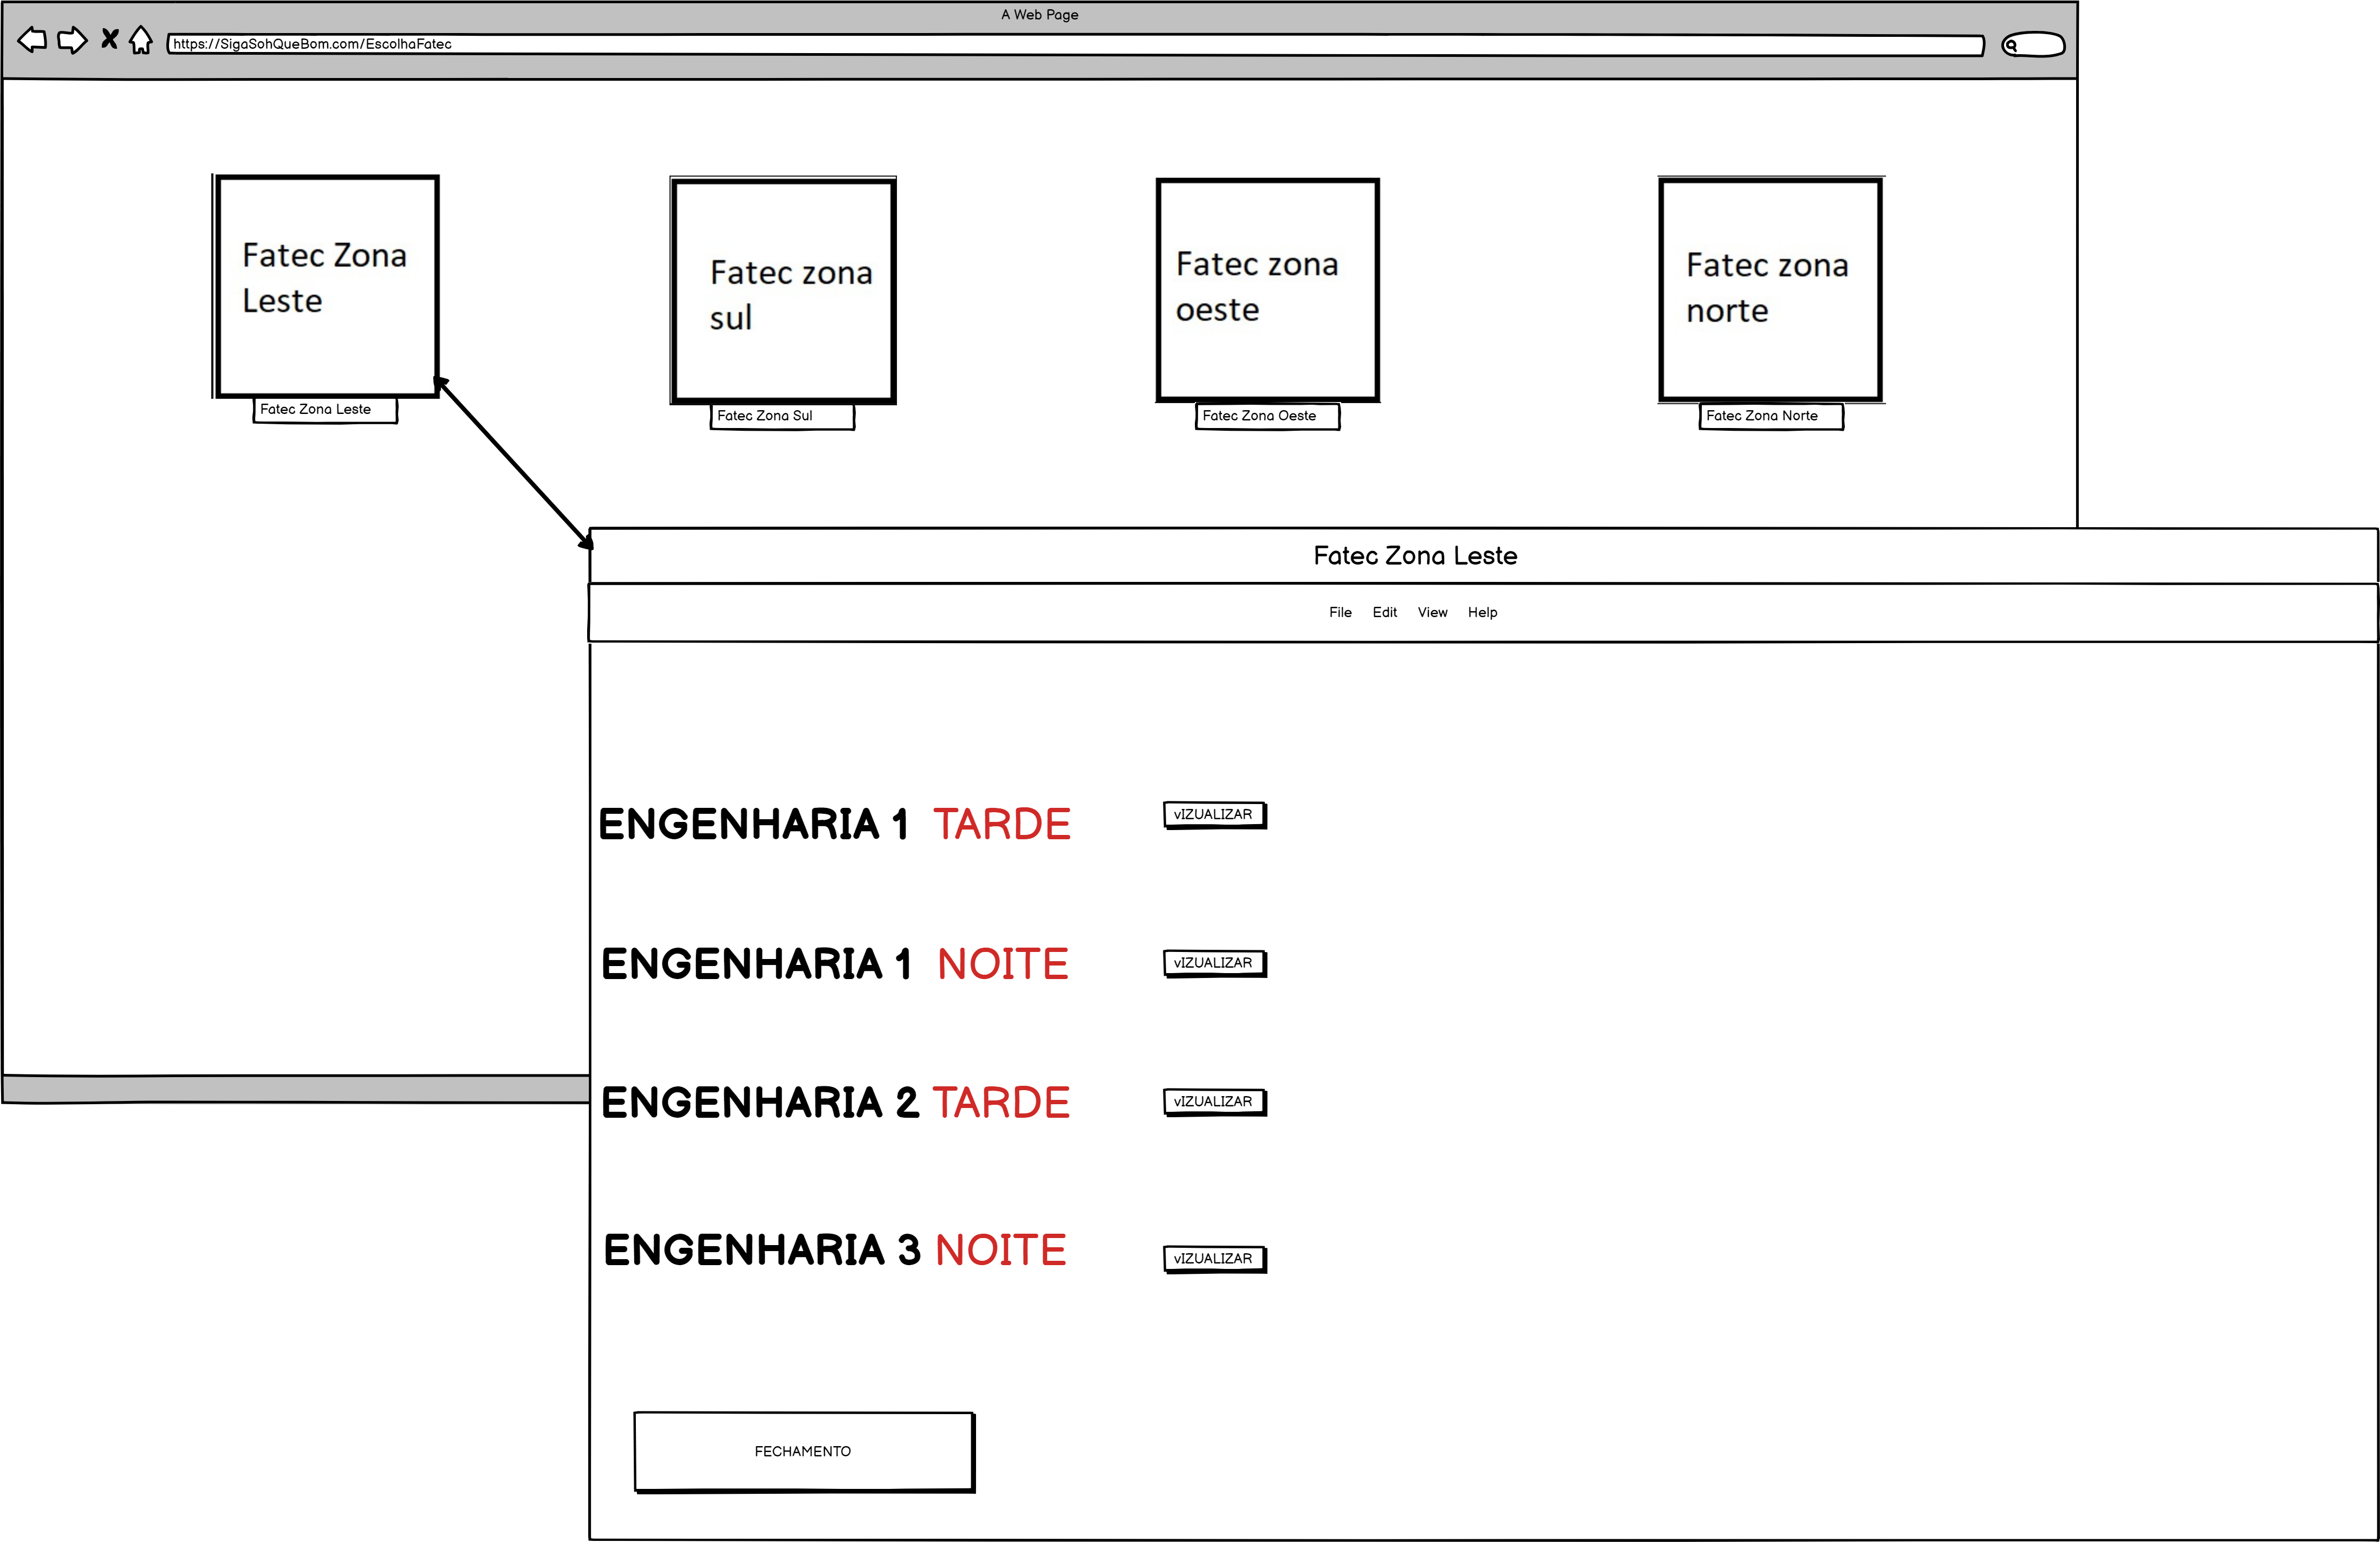 A Web Page
https://SigaSohQueBom.com/EscolhaFatec
Fatec Zona
Leste
Fatec Zona Leste
Fatec zona
sul
Fatec Zona Sul
Fatec zona
oeste
Fatec Zona Oeste
Fatec zona
norte
Fatec Zona Norte
Fatec Zona Leste
File Edit View Help
ENGENHARIA 1 TARDE vIZUALIZAR
ENGENHARIA 1 NOITE vIZUALIZAR
ENGENHARIA 2 TARDE vIZUALIZAR
ENGENHARIA 3 NOITE vIZUALIZAR
FECHAMENTO